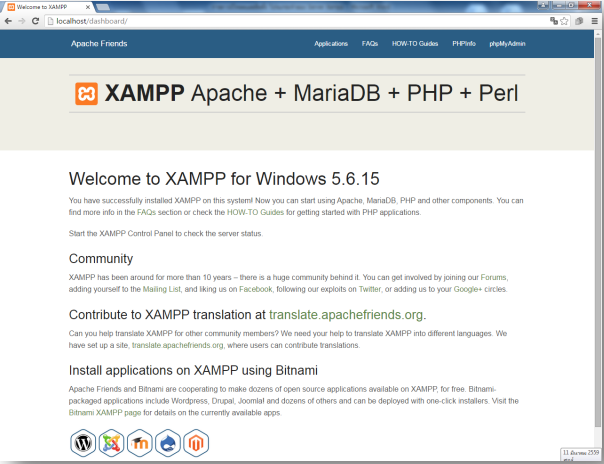 Welcome to XAMPP
localhost/dashboard/
Apache Friends
Applications FAQs HOW-TO Guides PHPInfo phpMyAdmin
XAMPP Apache + MariaDB + PHP + Perl
Welcome to XAMPP for Windows 5.6.15
You have successfully installed XAMPP on this system! Now you can start using Apache, MariaDB, PHP and other components. You can
find more info in the FAQs section or check the HOW-TO Guides for getting started with PHP applications.
Start the XAMPP Control Panel to check the server status.
Community
XAMPP has been around for more than 10 years – there is a huge community behind it. You can get involved by joining our Forums,
adding yourself to the Mailing List, and liking us on Facebook, following our exploits on Twitter, or adding us to your Google+ circles.
Contribute to XAMPP translation at translate.apachefriends.org.
Can you help translate XAMPP for other community members? We need your help to translate XAMPP into different languages. We
have set up a site, translate.apachefriends.org, where users can contribute translations.
Install applications on XAMPP using Bitnami
Apache Friends and Bitnami are cooperating to make dozens of open source applications available on XAMPP, for free. Bitnami-
packaged applications include Wordpress, Drupal, Joomla! and dozens of others and can be deployed with one-click installers. Visit the
Bitnami XAMPP page for details on the currently available apps.
11 มีนาคม 2559